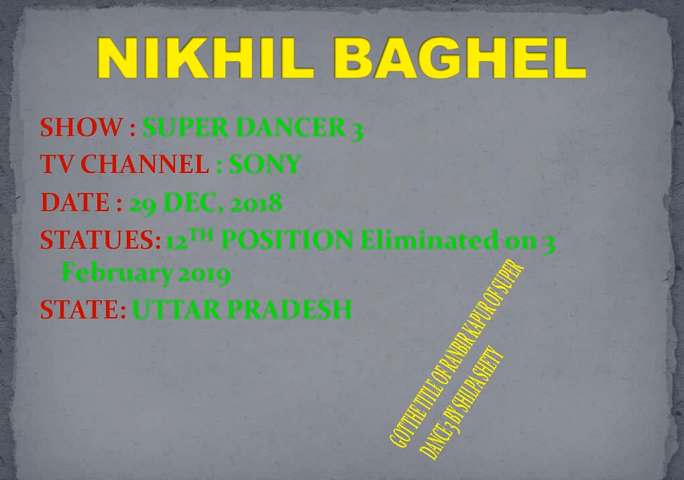 NIKHIL BAGHEL
SHOW : SUPER DANCER 3
TV CHANNEL : SONY
DATE : 29 DEC, 2018
STATUES: 12TH POSITION Eliminated on 3
February 2019
STATE: UTTAR PRADESH
GOT THE TITLE OF RANBIR KAPUR OF SUPER
DANCE 3 BY SHILPA SHETY